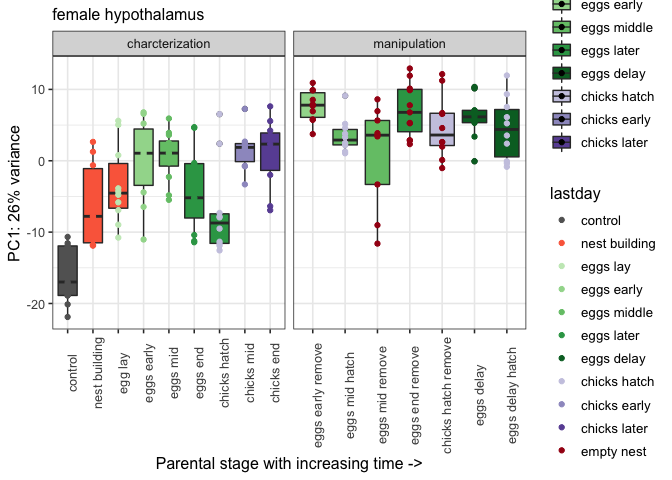 female hypothalamus
charcterization
manipulation
PC1: 26% variance
10
0
-10
-20
control
nest building
egg lay
eggs early
eggs mid
eggs end
chicks hatch
chicks mid
chicks end
eggs early remove
eggs mid hatch
eggs mid remove
eggs end remove
chicks hatch remove
eggs delay
eggs delay hatch
Parental stage with increasing time ->
eggs early
eggs middle
eggs later
eggs delay
chicks hatch
chicks early
chicks later
lastday
control
nest building
eggs lay
eggs early
eggs middle
eggs later
eggs delay
chicks hatch
chicks early
chicks later
empty nest